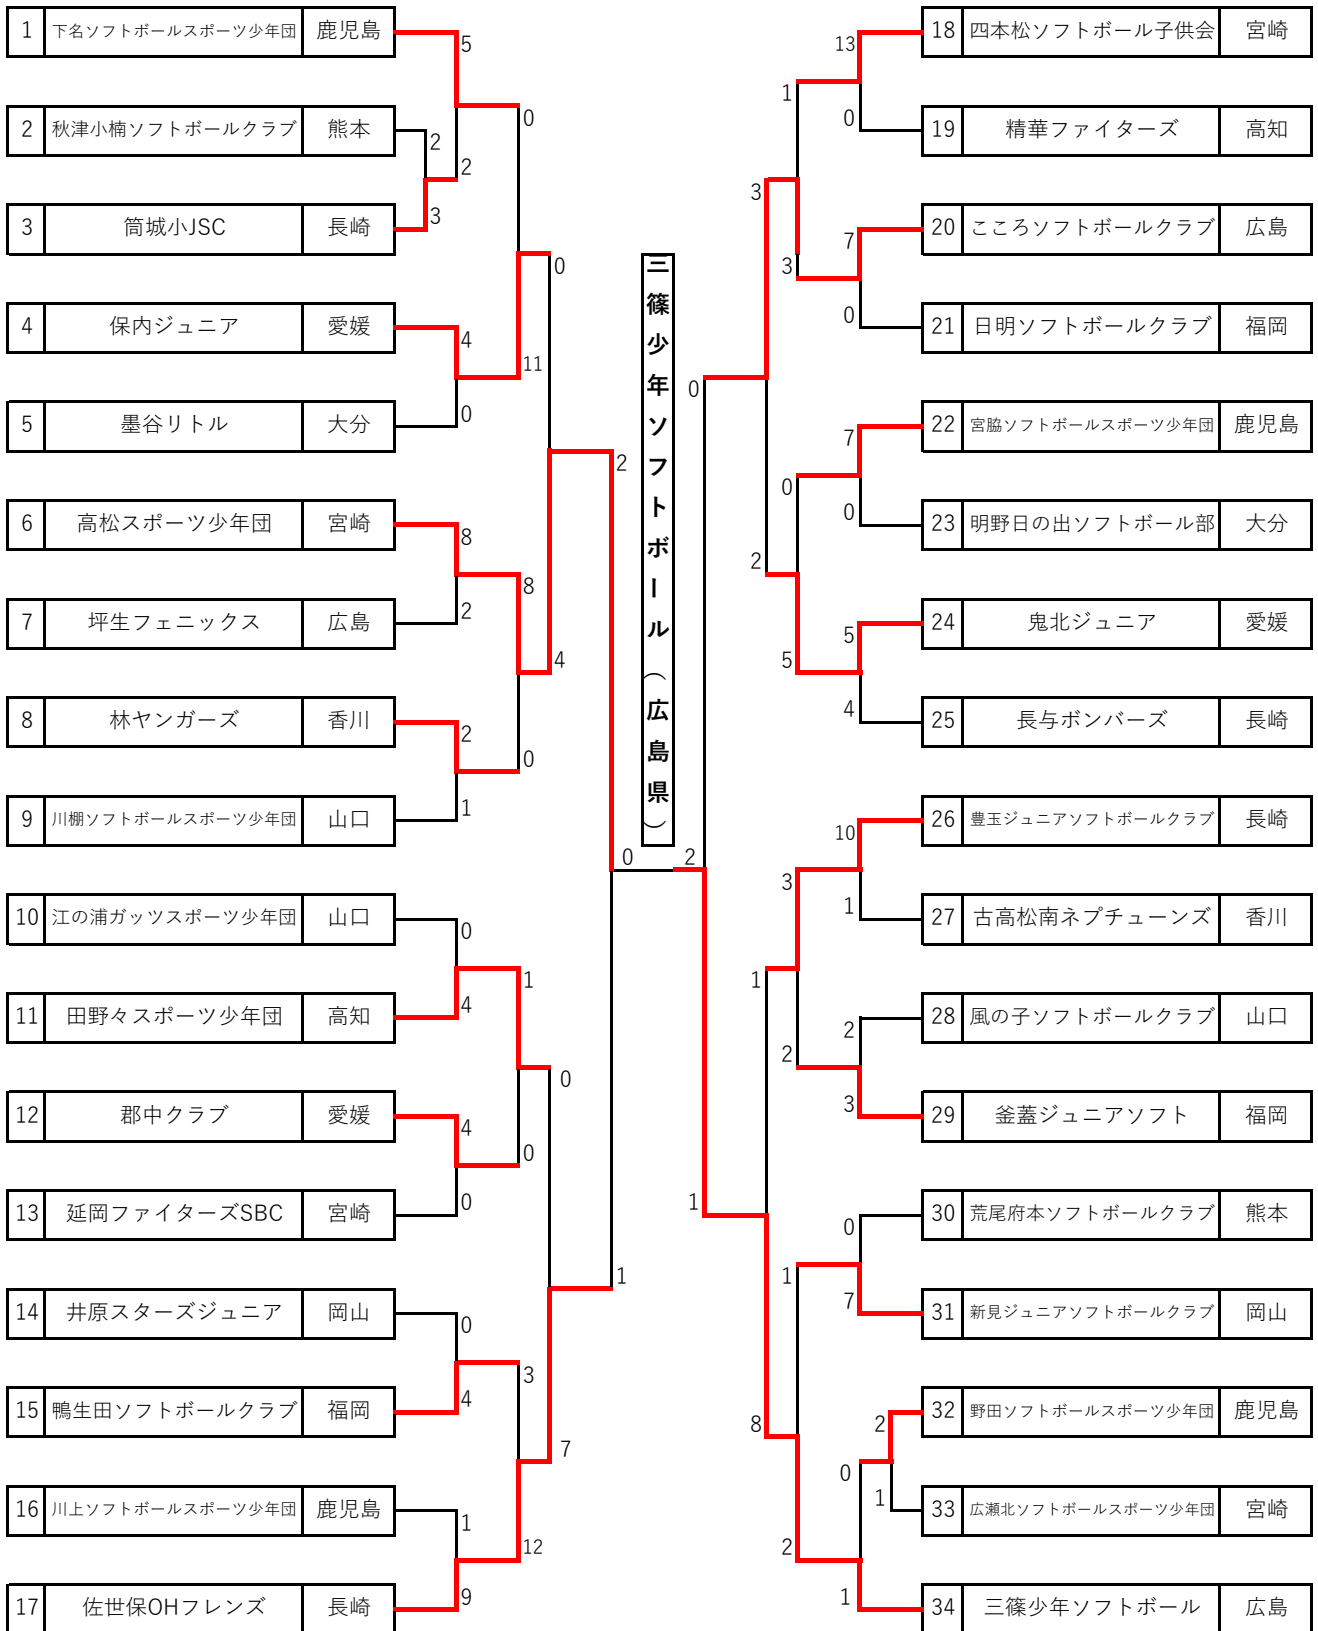 1 下名ソフトボールスポーツ少年団 鹿児島
5
2 秋津小楠ソフトボールクラブ 熊本
0
2
2
3 筒城小JSC 長崎
3
0
4 保内ジュニア 愛媛
4
11
5 墨谷リトル 大分
0
2
6 高松スポーツ少年団 宮崎
8
8
7 坪生フェニックス 広島
2
4
8 林ヤンガーズ 香川
2
0
9 川棚ソフトボールスポーツ少年団 山口
1
0
10 江の浦ガッツスポーツ少年団 山口
0
1
11 田野々スポーツ少年団 高知
4
0
12 郡中クラブ 愛媛
4
0
13 延岡ファイターズSBC 宮崎
0
1
14 井原スターズジュニア 岡山
0
3
15 鴨生田ソフトボールクラブ 福岡
4
7
16 川上ソフトボールスポーツ少年団 鹿児島
1
12
17 佐世保OHフレンズ 長崎
9
三篠少年ソフトボール（広島県）
18 四本松ソフトボール子供会 宮崎
13
1
19 精華ファイターズ 高知
0
3
20 こころソフトボールクラブ 広島
7
3
21 日明ソフトボールクラブ 福岡
0
0
22 宮脇ソフトボールスポーツ少年団 鹿児島
7
0
23 明野日の出ソフトボール部 大分
0
2
24 鬼北ジュニア 愛媛
5
5
25 長与ボンバーズ 長崎
4
2
26 豊玉ジュニアソフトボールクラブ 長崎
10
3
27 古高松南ネプチューンズ 香川
1
1
28 風の子ソフトボールクラブ 山口
2
2
29 釜蓋ジュニアソフト 福岡
3
1
30 荒尾府本ソフトボールクラブ 熊本
0
1
31 新見ジュニアソフトボールクラブ 岡山
7
8
32 野田ソフトボールスポーツ少年団 鹿児島
2
0
33 広瀬北ソフトボールスポーツ少年団 宮崎
1
2
34 三篠少年ソフトボール 広島
1